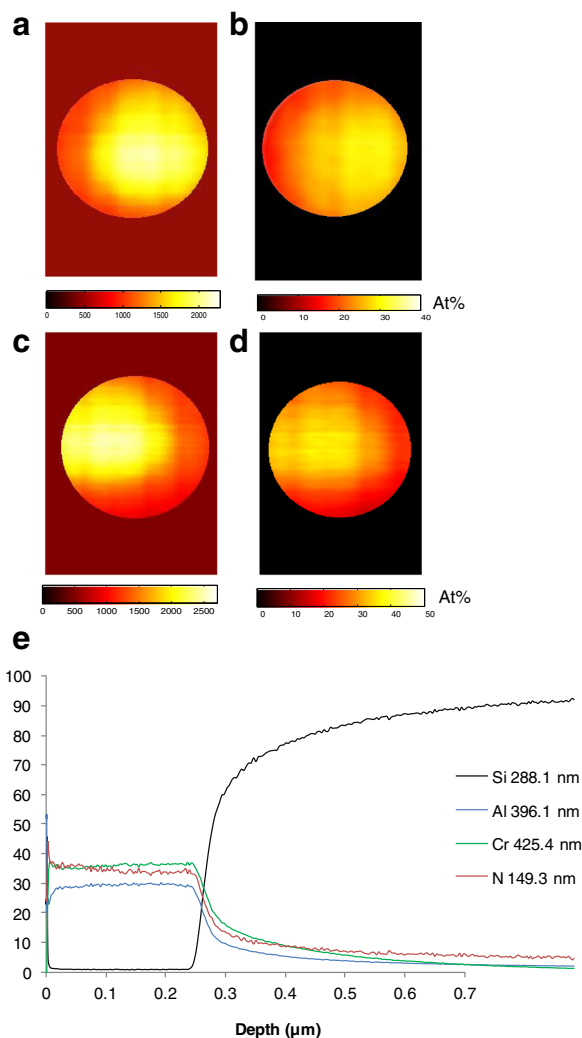 a b
0 500 1000 1500 2000
0 10 20 30 40 At%
c d
0 500 1000 1500 2000 2500
0 10 20 30 40 50 At%
e
100
90
80
70
60
50
40
30
20
10
0
Si 288.1 nm
Al 396.1 nm
Cr 425.4 nm
N 149.3 nm
0 0.1 0.2 0.3 0.4 0.5 0.6 0.7
Depth (µm)